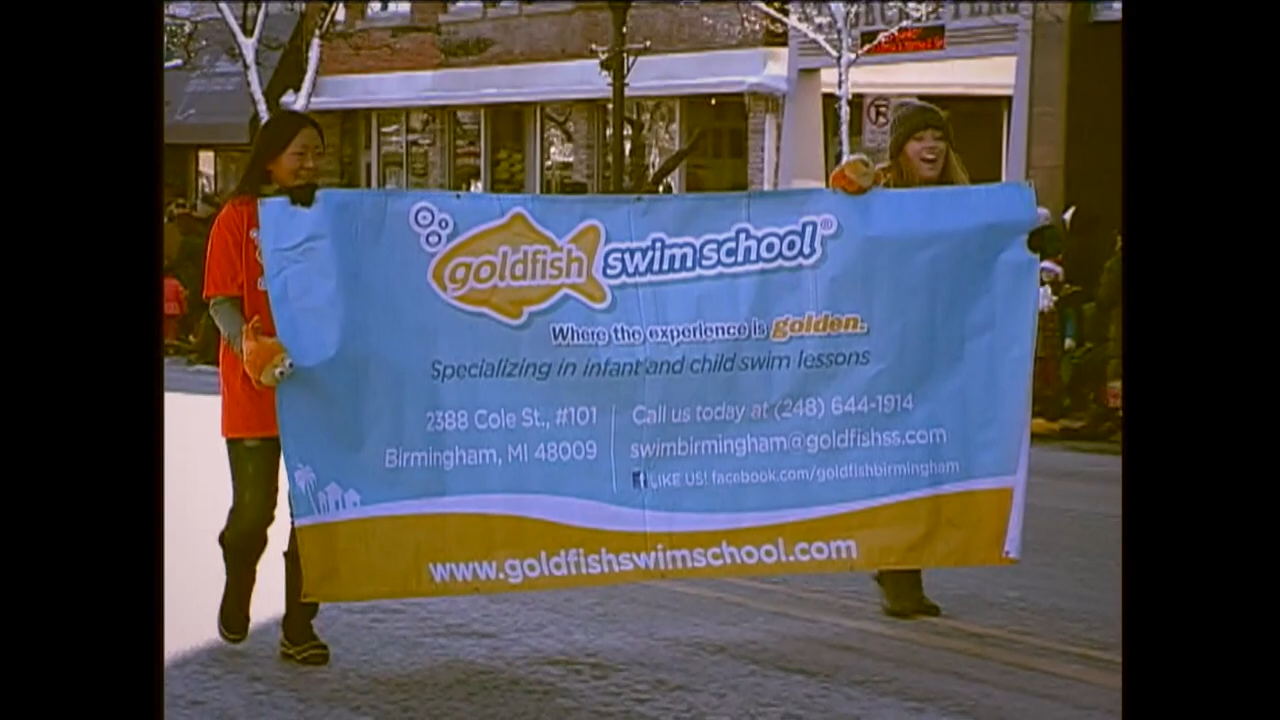 goldfish swim school®
Where the experience is golden.
Specializing in infant and child swim lessons
2388 Cole St., #101
Birmingham, MI 48009
Call us today at (248) 644-1914
swimbirmingham@goldfishss.com
f LIKE US! facebook.com/goldfishbirmingham
www.goldfishswimschool.com